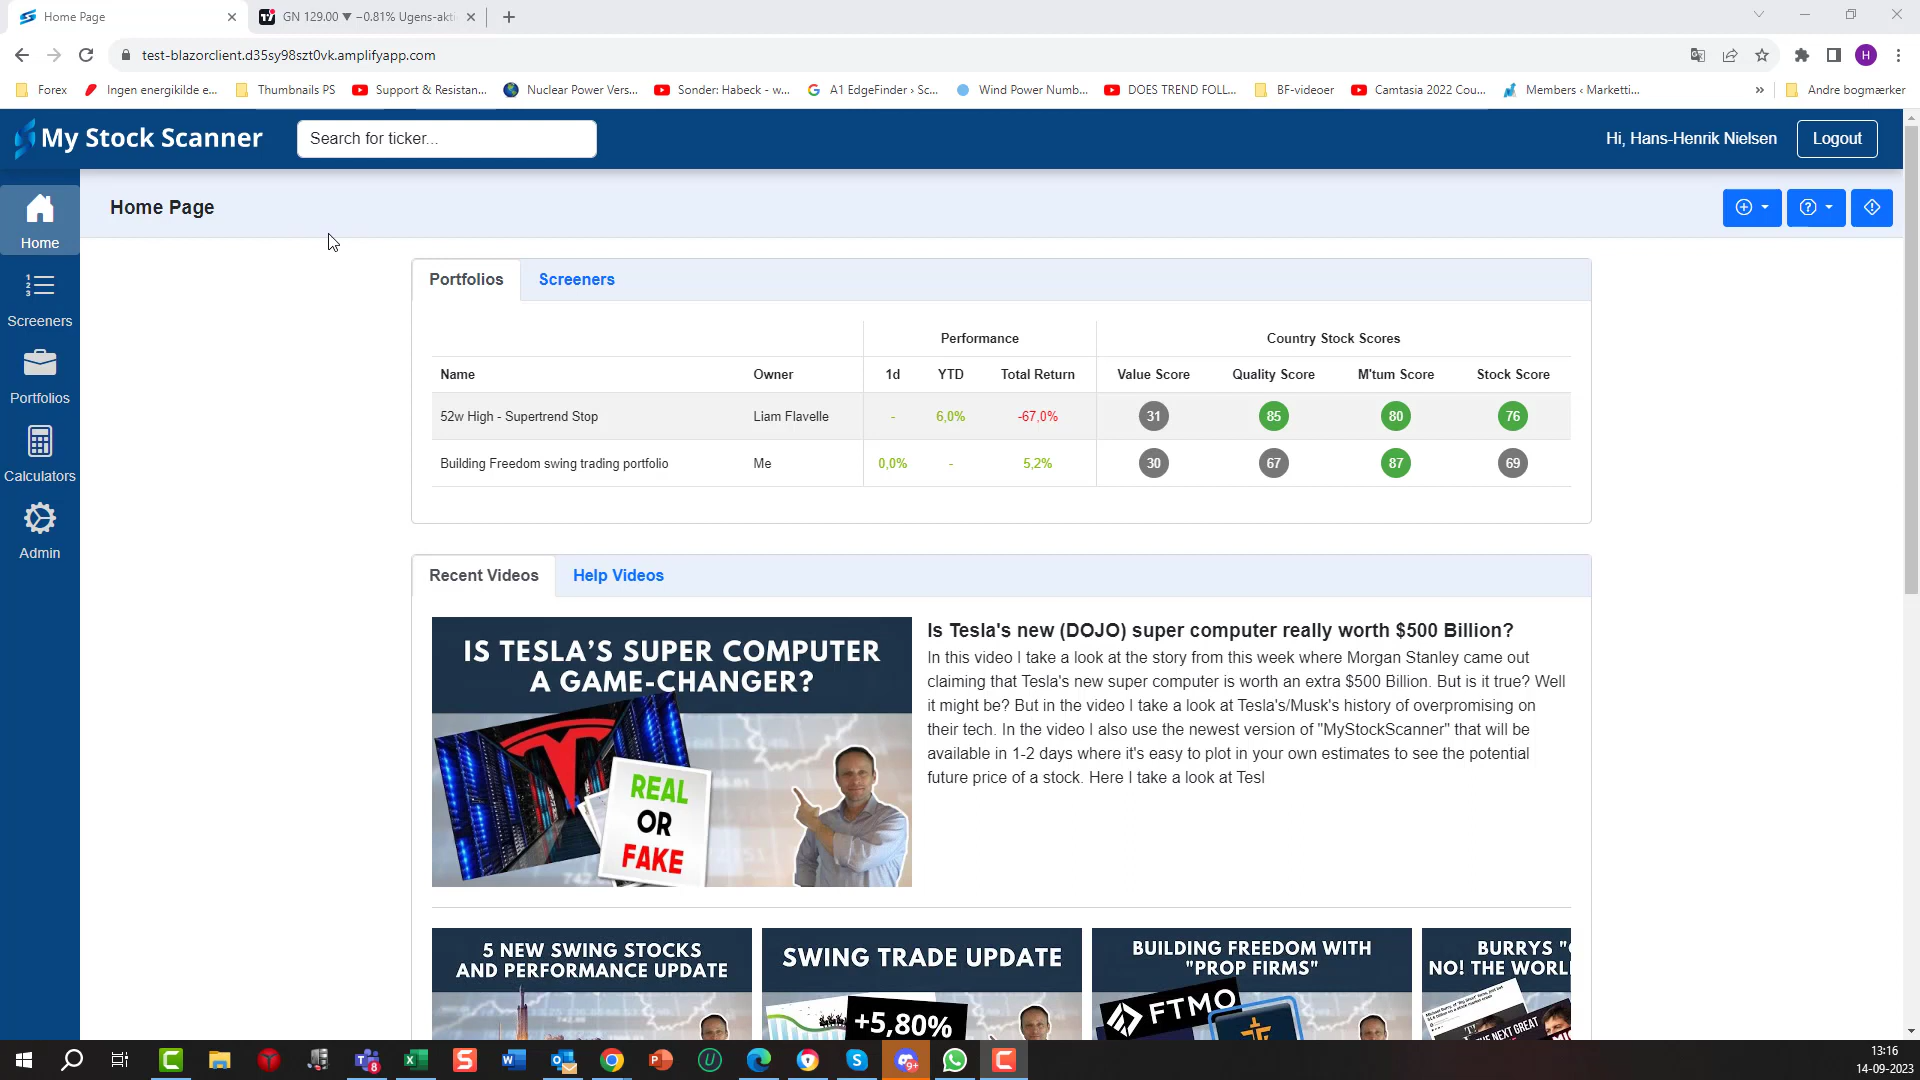 Home Page
GN 129.00 ▼ −0.81% Ugens-akti
test-blazorclient.d35sy98szt0vk.amplifyapp.com
H
Forex
Ingen energikilde e...
Thumbnails PS
Support & Resistan...
Nuclear Power Vers...
Sonder: Habeck - w...
A1 EdgeFinder › Sc...
Wind Power Numb...
DOES TREND FOLL...
BF-videoer
Camtasia 2022 Cou...
Members ‹ Marketti...
»
Andre bogmærker
My Stock Scanner
Search for ticker...
Hi, Hans-Henrik Nielsen
Logout
Home
Screeners
Portfolios
Calculators
Admin
Home Page
Portfolios
Screeners
Performance
Country Stock Scores
Name
Owner
1d
YTD
Total Return
Value Score
Quality Score
M'tum Score
Stock Score
52w High - Supertrend Stop
Liam Flavelle
-
6,0%
-67,0%
31
85
80
76
Building Freedom swing trading portfolio
Me
0,0%
-
5,2%
30
67
87
69
Recent Videos
Help Videos
IS TESLA'S SUPER COMPUTER
A GAME-CHANGER?
REAL
OR
FAKE
Is Tesla's new (DOJO) super computer really worth $500 Billion?
In this video I take a look at the story from this week where Morgan Stanley came out
claiming that Tesla's new super computer is worth an extra $500 Billion. But is it true? Well
it might be? But in the video I take a look at Tesla's/Musk's history of overpromising on
their tech. In the video I also use the newest version of "MyStockScanner" that will be
available in 1-2 days where it's easy to plot in your own estimates to see the potential
future price of a stock. Here I take a look at Tesl
5 NEW SWING STOCKS
AND PERFORMANCE UPDATE
SWING TRADE UPDATE
+5,80%
BUILDING FREEDOM WITH
"PROP FIRMS"
FTMO
BURRYS "
NO! THE WORL
THE NEXT GREAT
13:16
14-09-2023